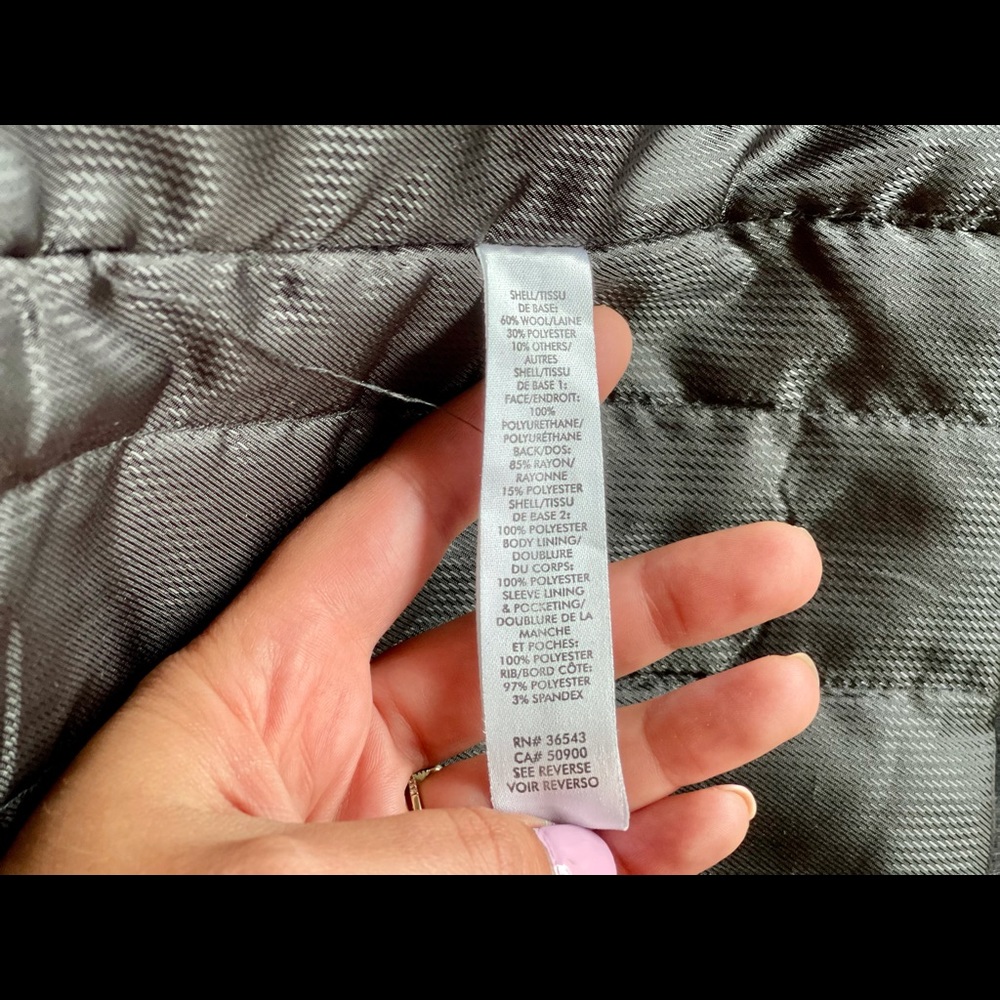 SHELL/TISSU
DE BASE:
60% WOOL/LAINE
30% POLYESTER
10% OTHERS/
AUTRES
SHELL/TISSU
DE BASE 1:
FACE/ENDROIT:
100%
POLYURETHANE/
POLYURÉTHANE
BACK/DOS:
85% RAYON/
RAYONNE
15% POLYESTER
SHELL/TISSU
DE BASE 2:
100% POLYESTER
BODY LINING/
DOUBLURE
DU CORPS:
100% POLYESTER
SLEEVE LINING
& POCKETING/
DOUBLURE DE LA
MANCHE
ET POCHES:
100% POLYESTER
RIB/BORD CÔTE:
97% POLYESTER
3% SPANDEX
RN# 36543
CA# 50900
SEE REVERSE
VOIR REVERSO